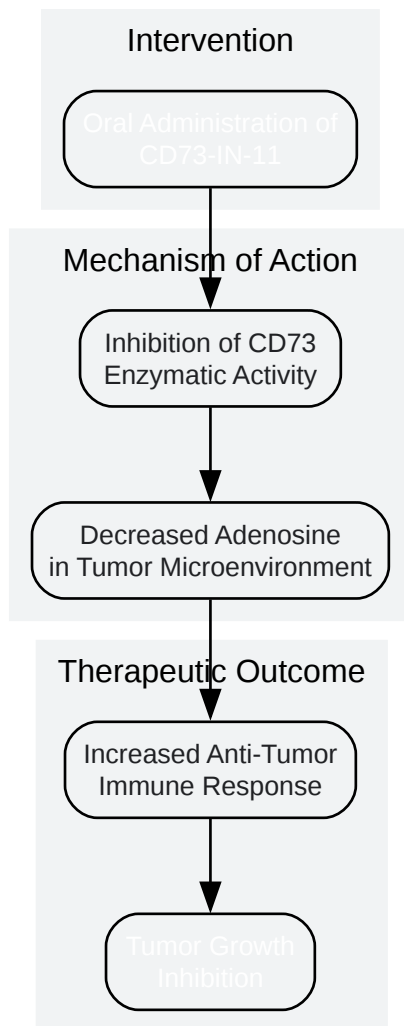 Intervention
Oral Administration of
CD73-IN-11
Mechanism of Action
Inhibition of CD73
Enzymatic Activity
Decreased Adenosine
in Tumor Microenvironment
Therapeutic Outcome
Increased Anti-Tumor
Immune Response
Tumor Growth
Inhibition